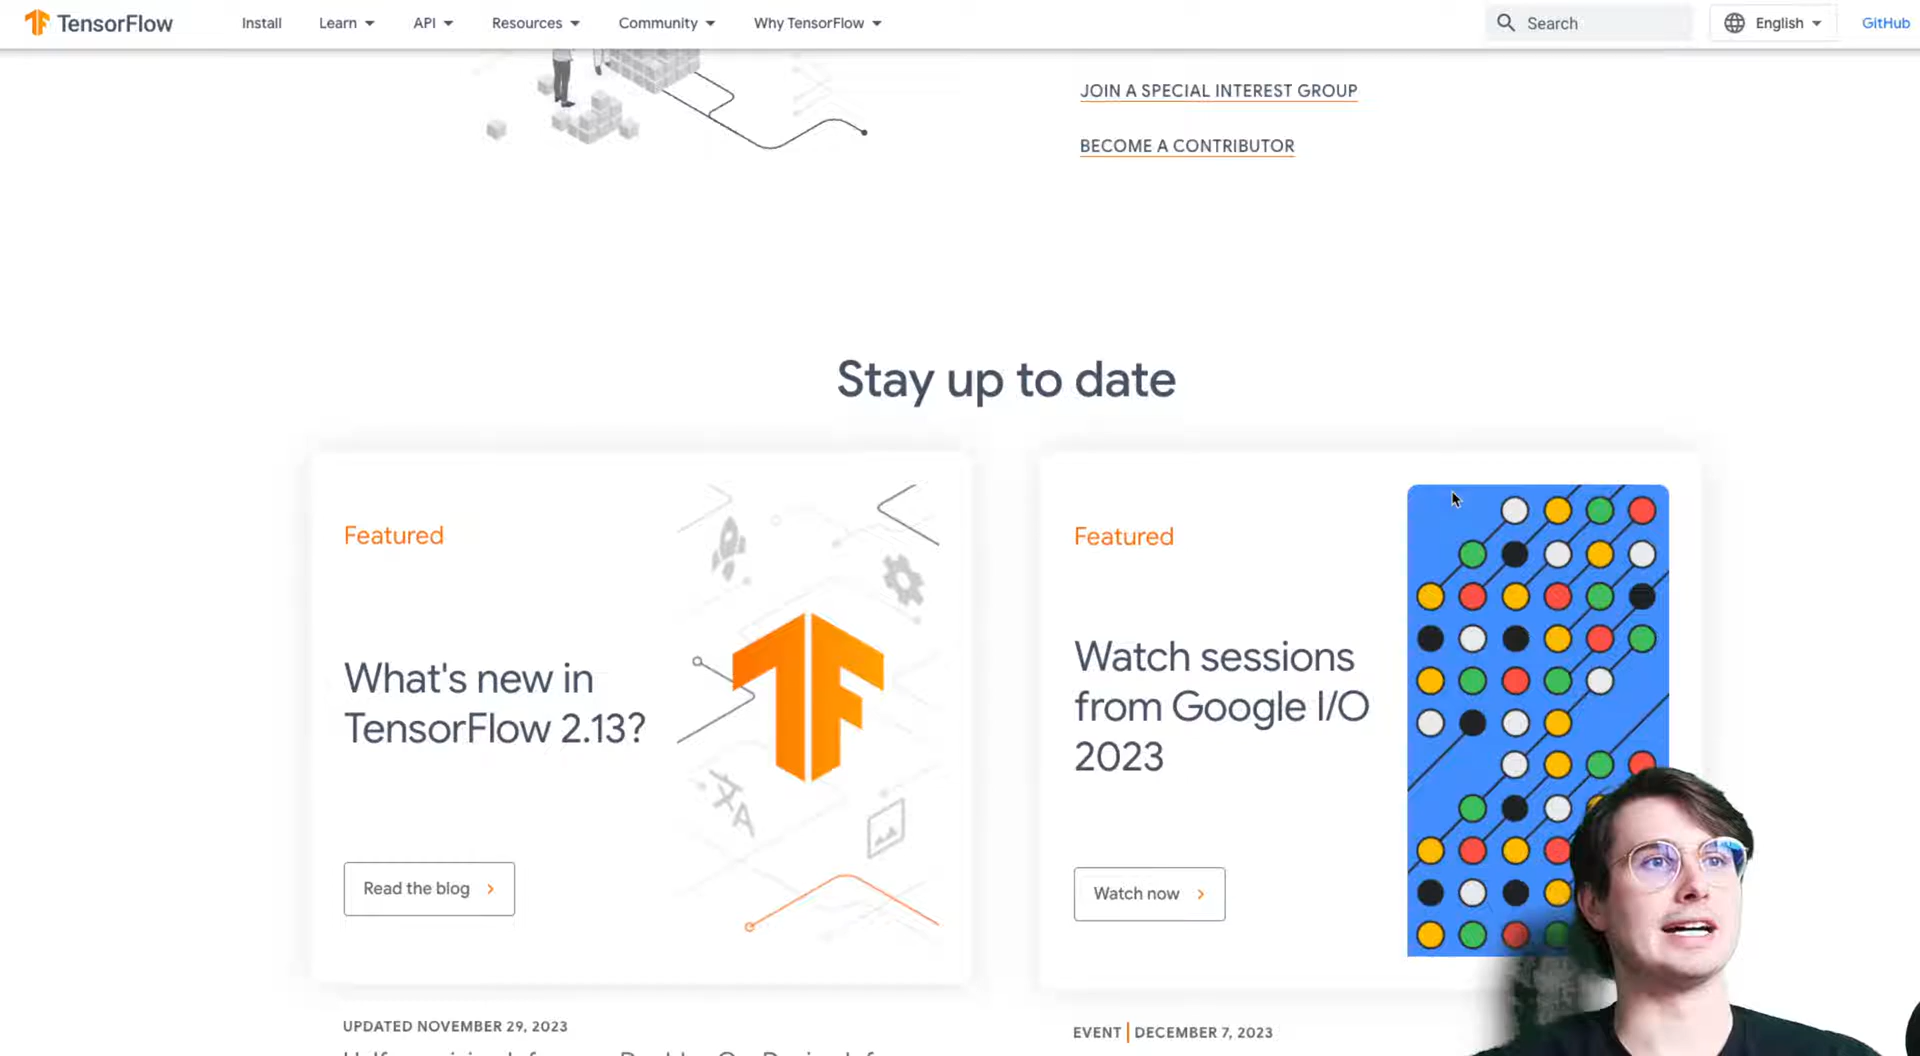 TensorFlow
Install
Learn
API
Resources
Community
Why TensorFlow
Search
English
GitHub
JOIN A SPECIAL INTEREST GROUP
BECOME A CONTRIBUTOR
Stay up to date
Featured
What's new in
TensorFlow 2.13?
Read the blog
Featured
Watch sessions
from Google I/O
2023
Watch now
UPDATED NOVEMBER 29, 2023
EVENT DECEMBER 7, 2023